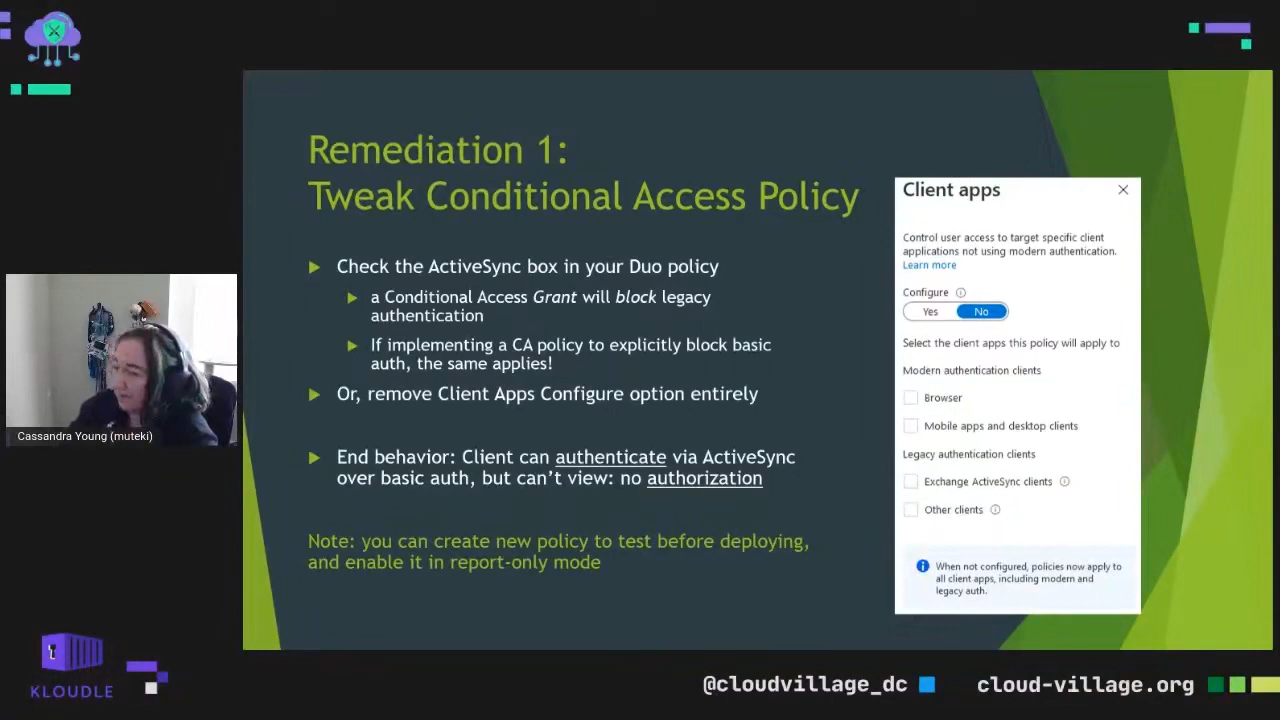 Remediation 1:
Tweak Conditional Access Policy
Check the ActiveSync box in your Duo policy
a Conditional Access Grant will block legacy
authentication
If implementing a CA policy to explicitly block basic
auth, the same applies!
Or, remove Client Apps Configure option entirely
End behavior: Client can authenticate via ActiveSync
over basic auth, but can't view: no authorization
Note: you can create new policy to test before deploying,
and enable it in report-only mode
Client apps
Control user access to target specific client
applications not using modern authentication.
Learn more
Configure
Yes No
Select the client apps this policy will apply to
Modern authentication clients
Browser
Mobile apps and desktop clients
Legacy authentication clients
Exchange ActiveSync clients
Other clients
When not configured, policies now apply to
all client apps, including modern and
legacy auth.
Cassandra Young (muteki)
KLOUDLE
@cloudvillage_dc
cloud-village.org